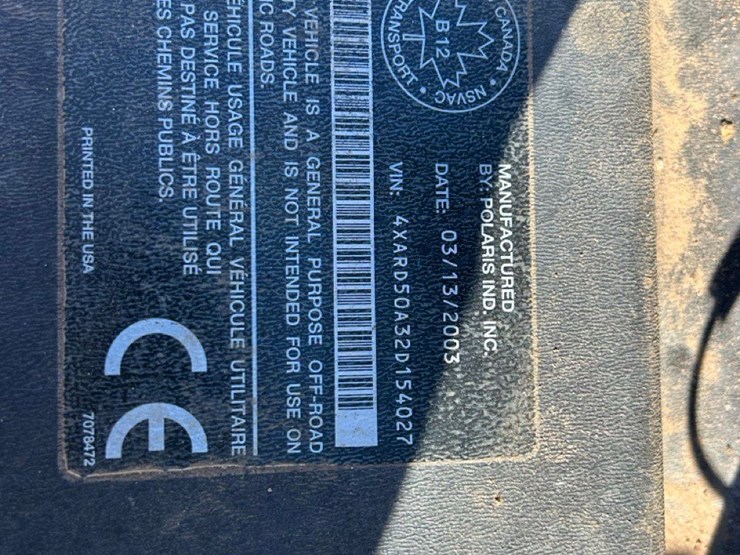 CANADA
TRANSPORT
NSVAC
B12
MANUFACTURED
BY: POLARIS IND. INC.
DATE: 03/13/2003
VIN: 4XARD50A32D154027
VEHICLE IS A GENERAL PURPOSE OFF-ROAD
TY VEHICLE AND IS NOT INTENDED FOR USE ON
IC ROADS.
ÉHICULE USAGE GÉNÉRAL VÉHICULE UTILITAIRE
SERVICE HORS ROUTE QUI
PAS DESTINÉ À ÊTRE UTILISÉ
ES CHEMINS PUBLICS.
PRINTED IN THE USA
CE
7078472